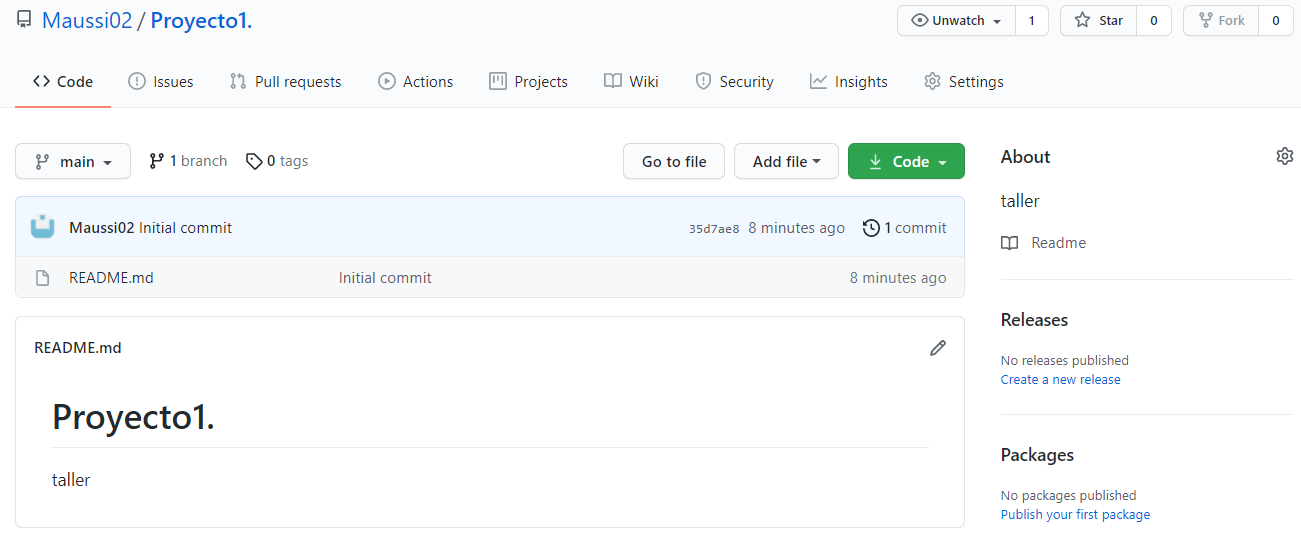 Maussi02 / Proyecto1.
Unwatch 1 Star 0 Fork 0
Code Issues Pull requests Actions Projects Wiki Security Insights Settings
main 1 branch 0 tags Go to file Add file Code
Maussi02 Initial commit 35d7ae8 8 minutes ago 1 commit
README.md Initial commit 8 minutes ago
README.md
Proyecto1.
taller
About
taller
Readme
Releases
No releases published
Create a new release
Packages
No packages published
Publish your first package